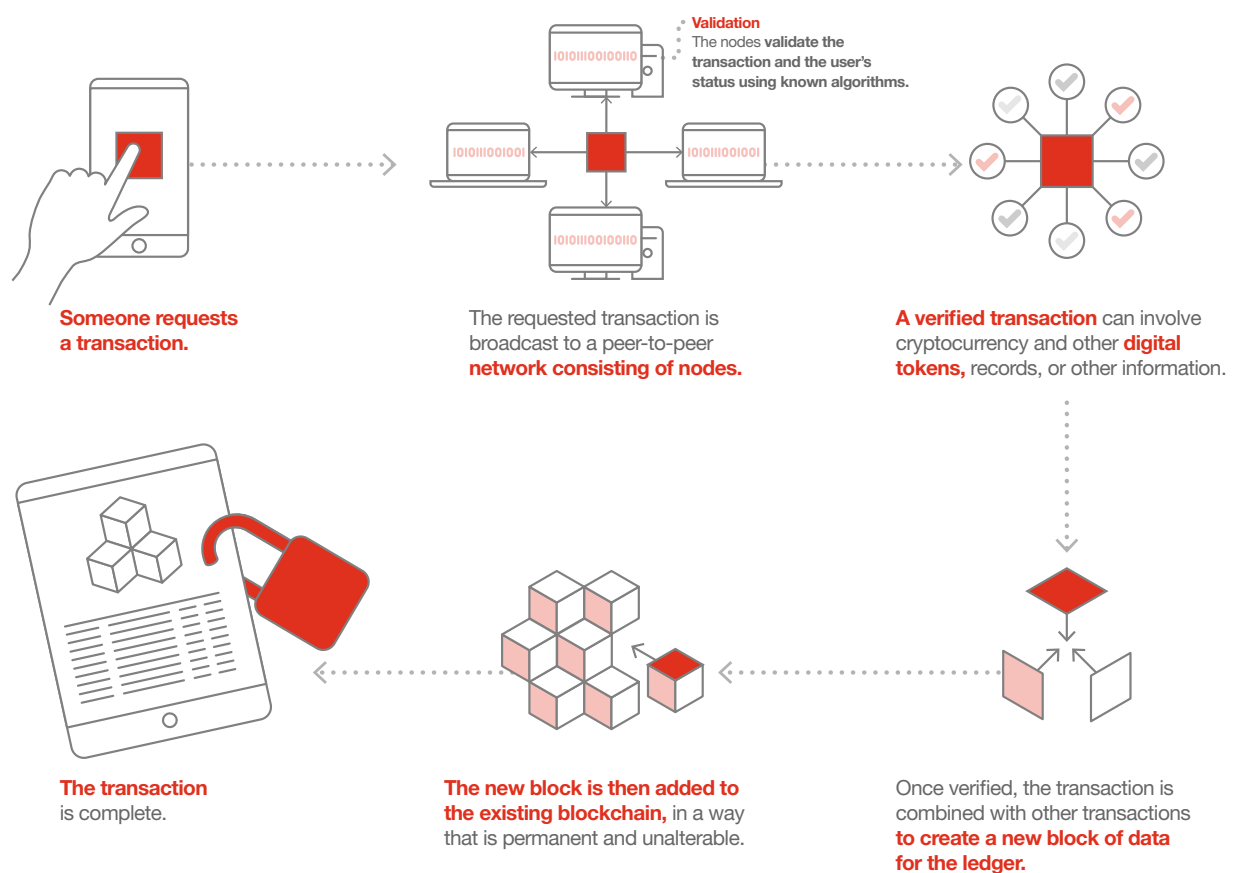 Validation
The nodes validate the
transaction and the user's
status using known algorithms.
1010111001001 10
1010111001001
1010111001001
1010111001001 10
Someone requests
a transaction.
The requested transaction is
broadcast to a peer-to-peer
network consisting of nodes.
A verified transaction can involve
cryptocurrency and other digital
tokens, records, or other information.
The transaction
is complete.
The new block is then added to
the existing blockchain, in a way
that is permanent and unalterable.
Once verified, the transaction is
combined with other transactions
to create a new block of data
for the ledger.